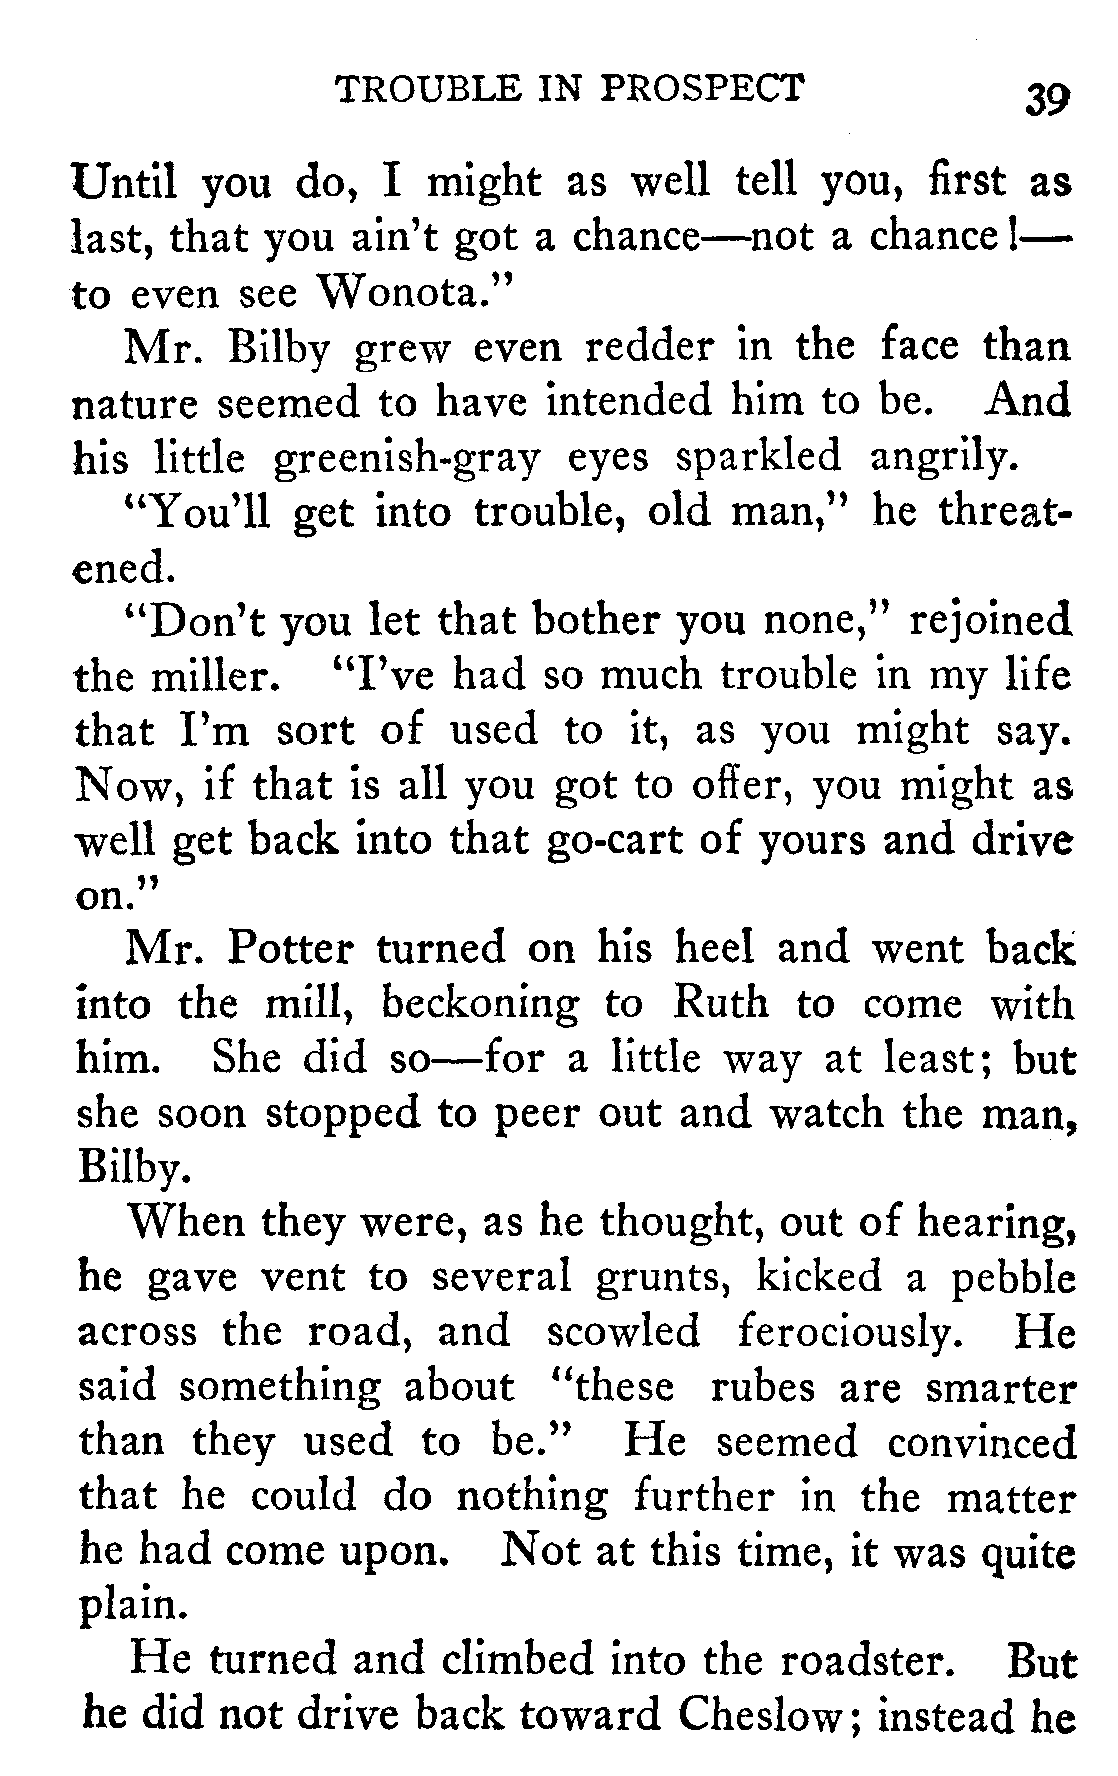 TROUBLE IN PROSPECT 39
Until you do, I might as well tell you, first as
last, that you ain't got a chance—not a chance!—
to even see Wonota."
Mr. Bilby grew even redder in the face than
nature seemed to have intended him to be. And
his little greenish-gray eyes sparkled angrily.
"You'll get into trouble, old man," he threat-
ened.
"Don't you let that bother you none," rejoined
the miller. "I've had so much trouble in my life
that I'm sort of used to it, as you might say.
Now, if that is all you got to offer, you might as
well get back into that go-cart of yours and drive
on."
Mr. Potter turned on his heel and went back
into the mill, beckoning to Ruth to come with
him. She did so—for a little way at least; but
she soon stopped to peer out and watch the man,
Bilby.
When they were, as he thought, out of hearing,
he gave vent to several grunts, kicked a pebble
across the road, and scowled ferociously. He
said something about "these rubes are smarter
than they used to be." He seemed convinced
that he could do nothing further in the matter
he had come upon. Not at this time, it was quite
plain.
He turned and climbed into the roadster. But
he did not drive back toward Cheslow; instead he